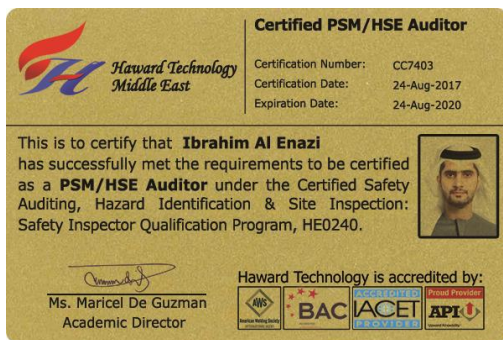 Haward Technology
Middle East
Certified PSM/HSE Auditor
Certification Number: CC7403
Certification Date: 24-Aug-2017
Expiration Date: 24-Aug-2020
This is to certify that Ibrahim Al Enazi
has successfully met the requirements to be certified
as a PSM/HSE Auditor under the Certified Safety
Auditing, Hazard Identification & Site Inspection:
Safety Inspector Qualification Program, HE0240.
Ms. Maricel De Guzman
Academic Director
Haward Technology is accredited by:
AWS
American Welding Society
BAC
ACCREDITED
IACET
PROVIDER
Proud Provider
API